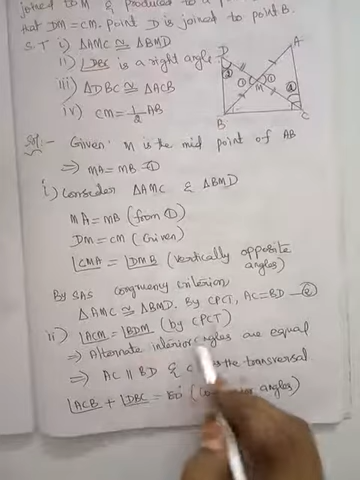 joined to M & produced to a
that DM=CM. Point D is joined to point B.
S.T i) ΔAMC ≅ ΔBMD
ii) ∠DBC is a right angle.
iii) ΔDBC ≅ ΔACB
iv) CM = 1/2 AB
D
A
M
B
C
Sol:- Given: M is the mid point of AB
⇒ MA=MB-①
i) Consider ΔAMC & ΔBMD
MA=MB (from ①)
DM=CM (Given)
∠CMA = ∠DMB (Vertically opposite angles)
By SAS congruency criterion
ΔAMC ≅ ΔBMD. By CPCT, AC=BD -②
ii) ∠ACM = ∠BDM (by CPCT)
⇒ Alternate interior angles are equal
⇒ AC || BD & the transversal
∠ACB + ∠DBC = 180° angles)